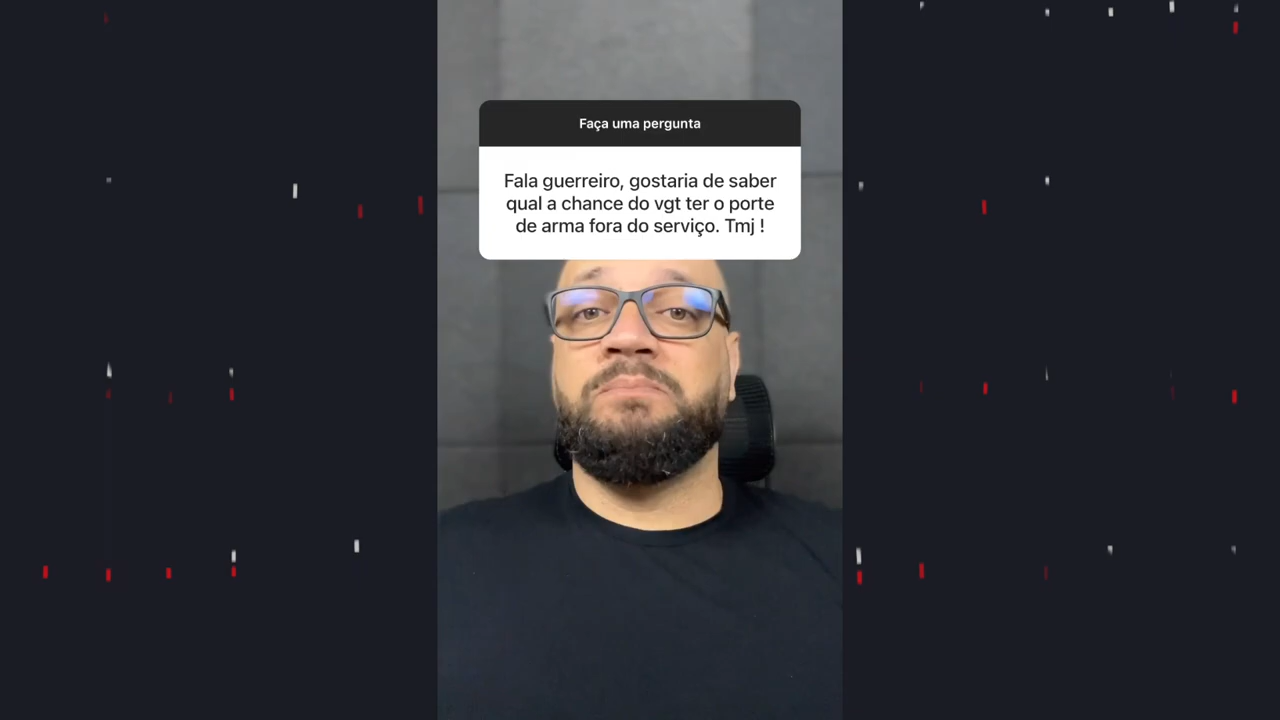 Faça uma pergunta
Fala guerreiro, gostaria de saber
qual a chance do vgt ter o porte
de arma fora do serviço. Tmj !